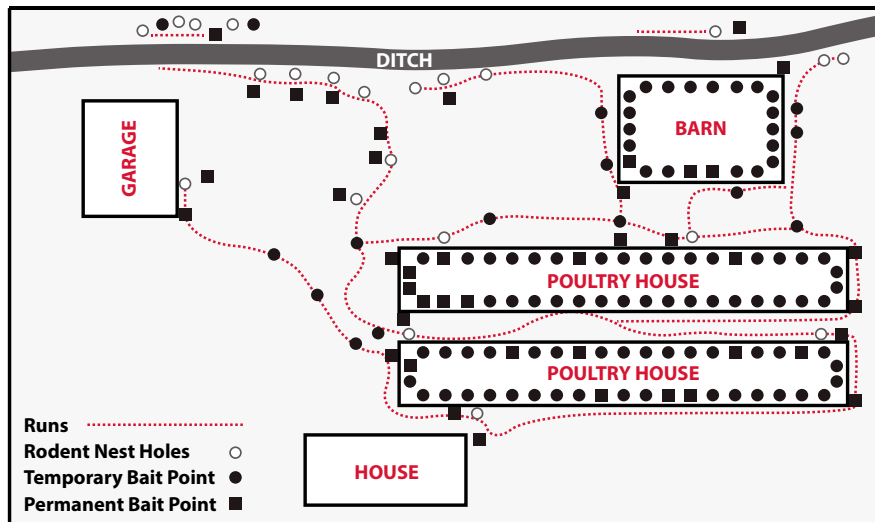 DITCH
BARN
GARAGE
POULTRY HOUSE
POULTRY HOUSE
HOUSE
Runs
Rodent Nest Holes
Temporary Bait Point
Permanent Bait Point